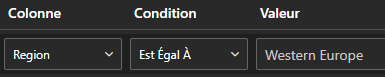 Colonne Condition Valeur
Region Est Égal À Western Europe